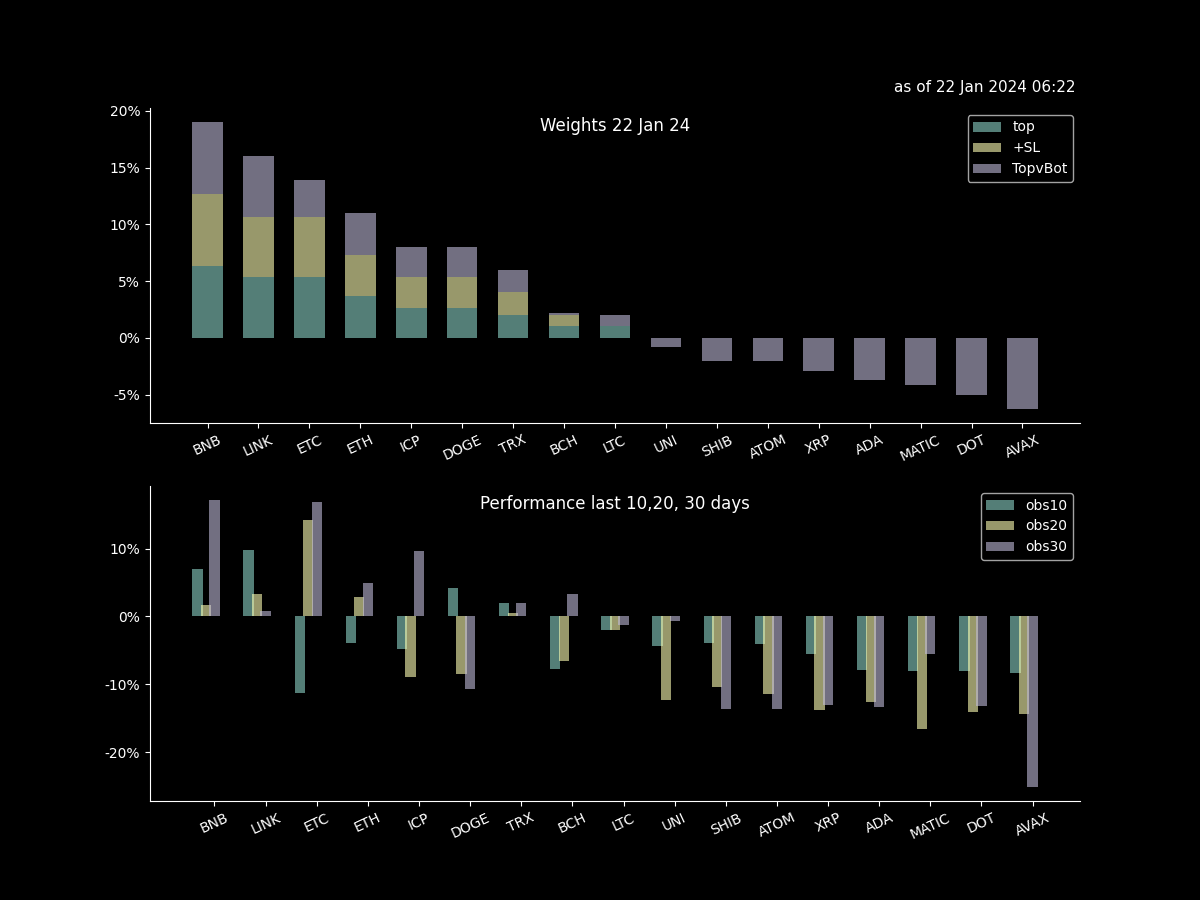 as of 22 Jan 2024 06:22
Weights 22 Jan 24
top
+SL
TopvBot
20%
15%
10%
5%
0%
-5%
BNB LINK ETC ETH ICP DOGE TRX BCH LTC UNI SHIB ATOM XRP ADA MATIC DOT AVAX
Performance last 10,20, 30 days
obs10
obs20
obs30
10%
0%
-10%
-20%
BNB LINK ETC ETH ICP DOGE TRX BCH LTC UNI SHIB ATOM XRP ADA MATIC DOT AVAX